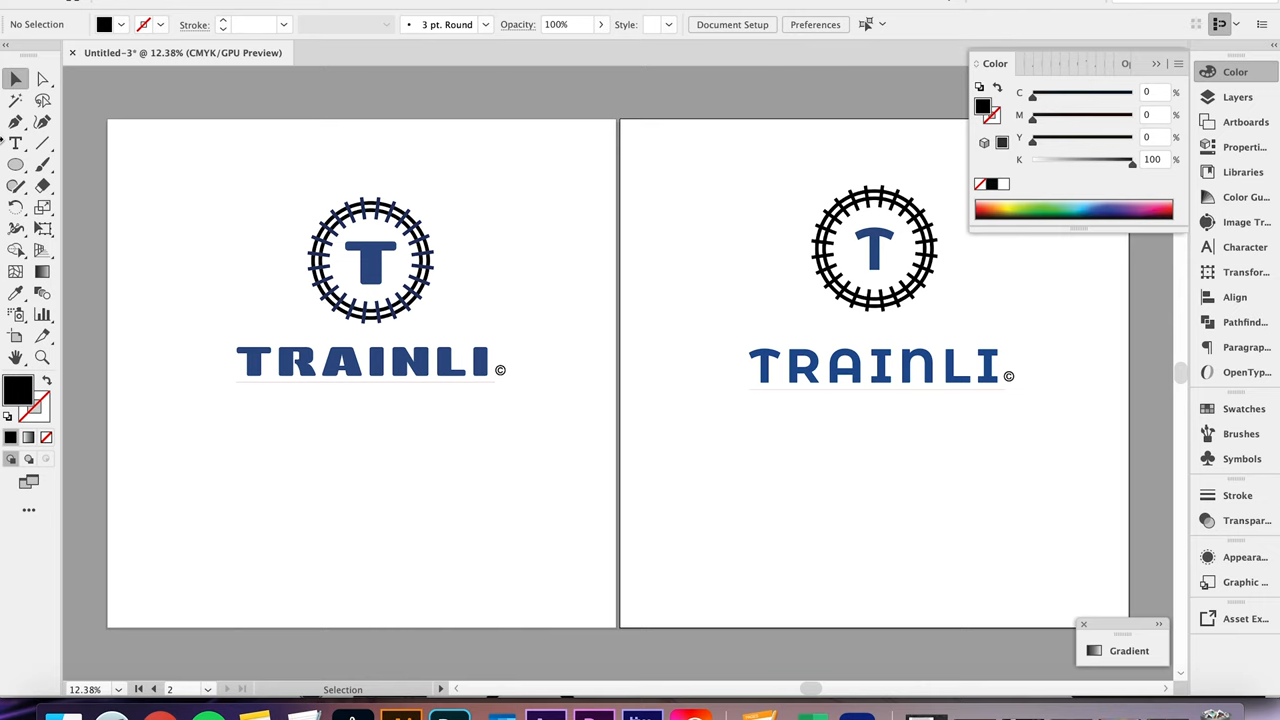 No Selection
Stroke:
3 pt. Round
Opacity:
100%
Style:
Document Setup
Preferences
Untitled-3* @ 12.38% (CMYK/GPU Preview)
Color
C 0 %
M 0 %
Y 0 %
K 100 %
T
TRAINLI©
T
TRAINLI©
Color
Layers
Artboards
Properti...
Libraries
Color Gu...
Image Tr...
Character
Transfor...
Align
Pathfind...
Paragrap...
OpenTyp...
Swatches
Brushes
Symbols
Stroke
Transpar...
Appeara...
Graphic ...
Asset Ex...
Gradient
12.38%
2
Selection